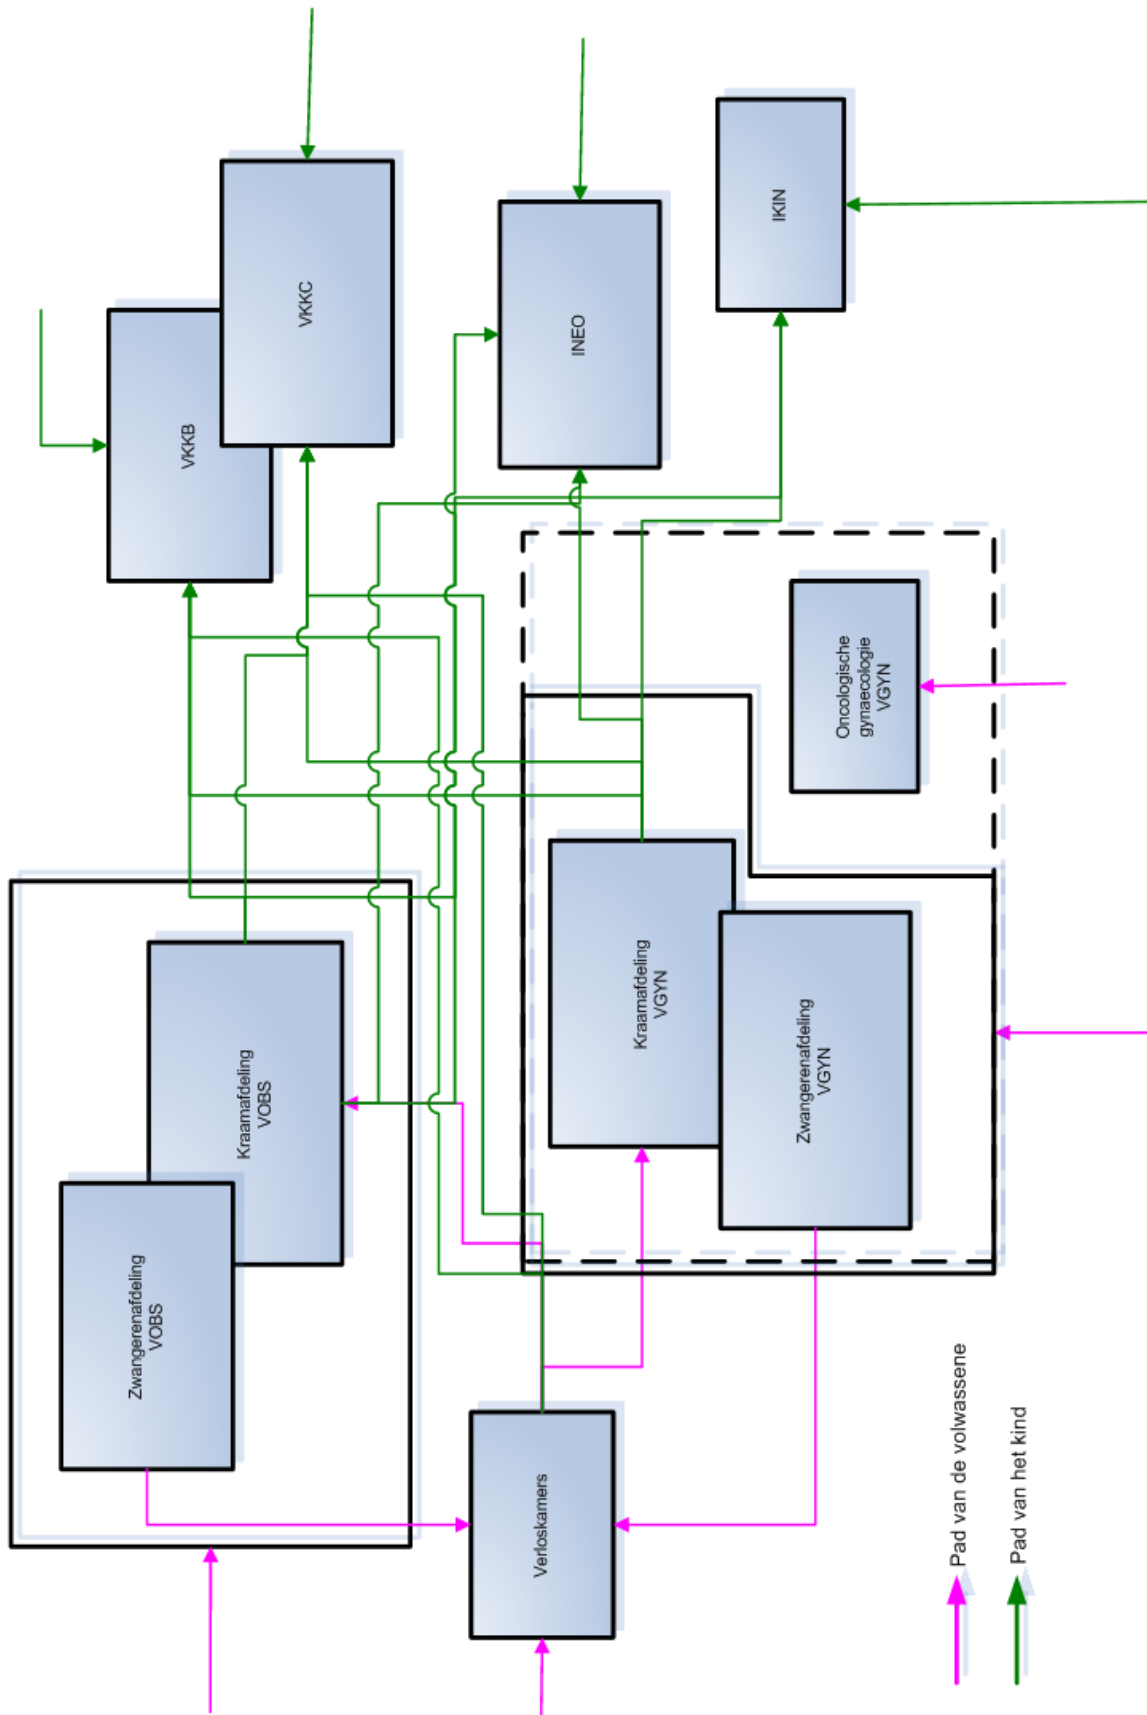 VKKB
VKKC
INEO
IKIN
Zwangerenafdeling
VOBS
Kraamafdeling
VOBS
Kraamafdeling
VGYN
Zwangerenafdeling
VGYN
Oncologische
gynaecologie
VGYN
Verloskamers
Pad van de volwassene
Pad van het kind